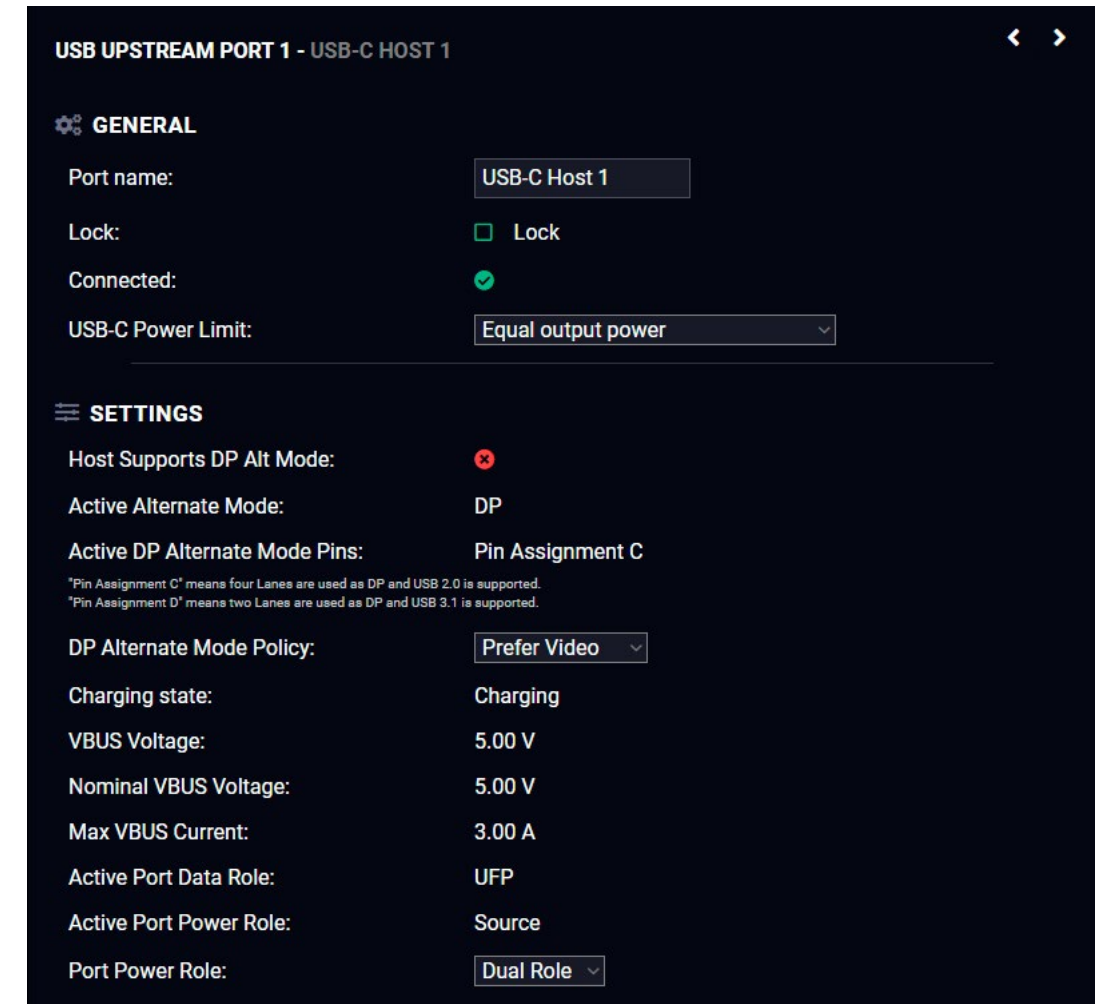 USB UPSTREAM PORT 1 - USB-C HOST 1
GENERAL
Port name: USB-C Host 1
Lock: Lock
Connected:
USB-C Power Limit: Equal output power
SETTINGS
Host Supports DP Alt Mode:
Active Alternate Mode: DP
Active DP Alternate Mode Pins: Pin Assignment C
"Pin Assignment C" means four Lanes are used as DP and USB 2.0 is supported.
"Pin Assignment D" means two Lanes are used as DP and USB 3.1 is supported.
DP Alternate Mode Policy: Prefer Video
Charging state: Charging
VBUS Voltage: 5.00 V
Nominal VBUS Voltage: 5.00 V
Max VBUS Current: 3.00 A
Active Port Data Role: UFP
Active Port Power Role: Source
Port Power Role: Dual Role